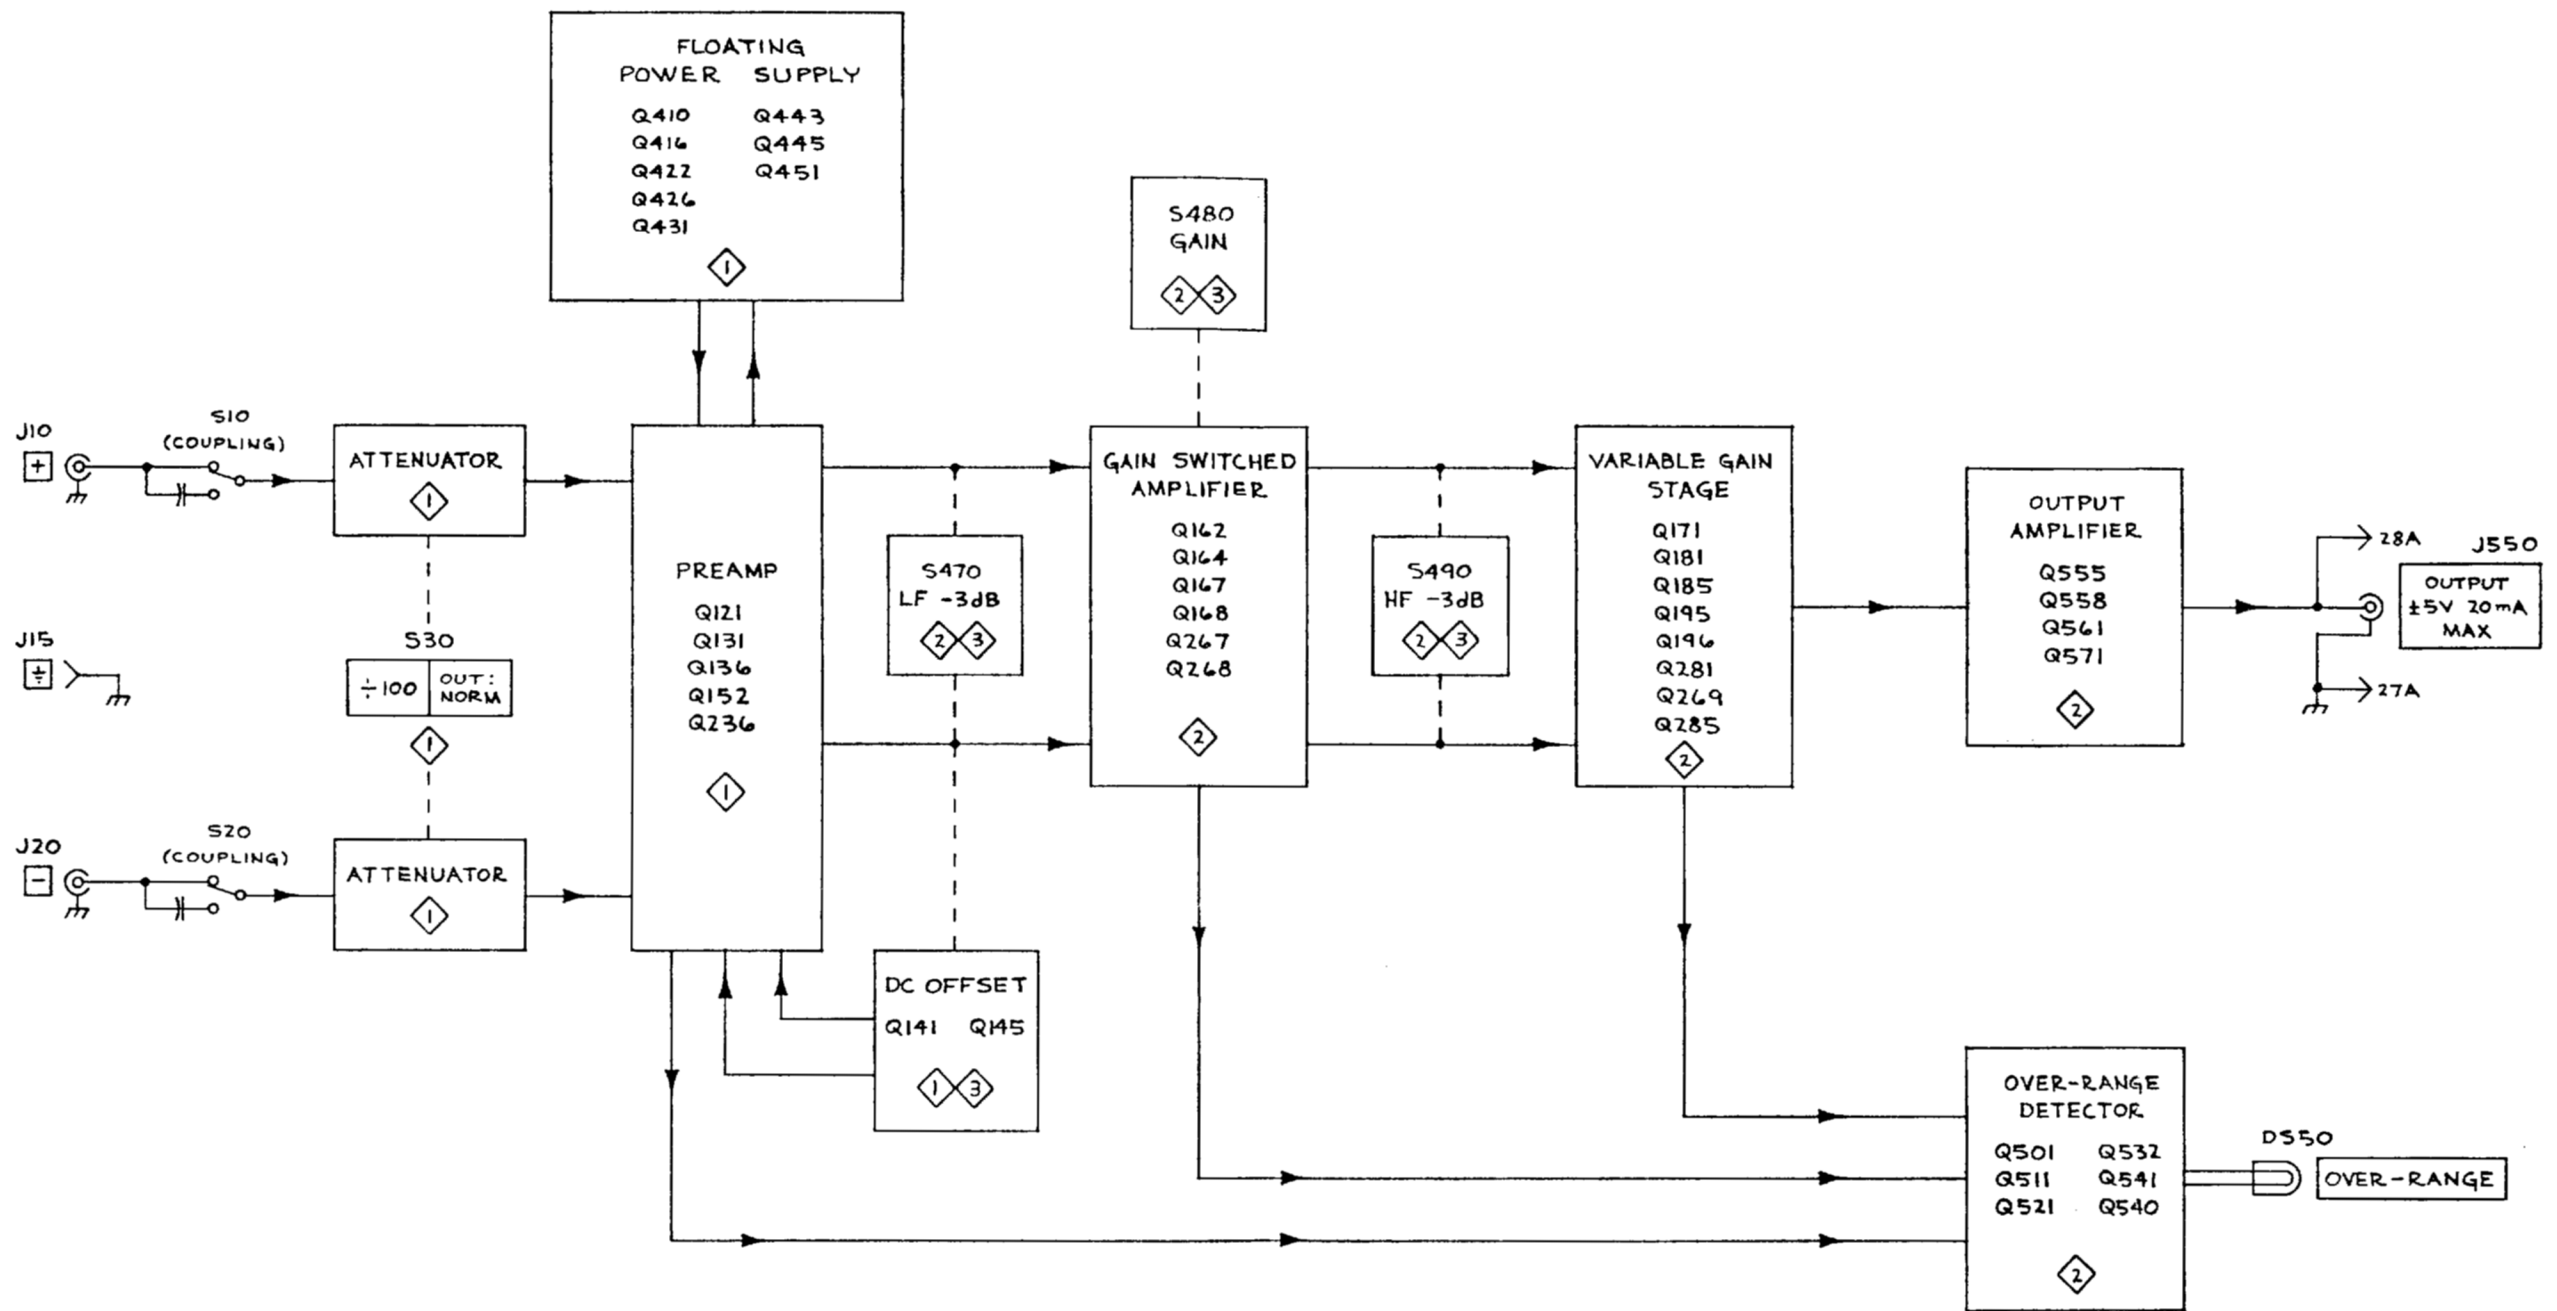 FLOATING
POWER SUPPLY
Q410 Q443
Q416 Q445
Q422 Q451
Q426
Q431
1
S480
GAIN
2 3
J10
+
S10
(COUPLING)
ATTENUATOR
1
J15
S30
÷100
OUT:
NORM
1
J20
-
S20
(COUPLING)
ATTENUATOR
1
PREAMP
Q121
Q131
Q136
Q152
Q236
1
S470
LF -3dB
2 3
DC OFFSET
Q141 Q145
1 3
GAIN SWITCHED
AMPLIFIER
Q162
Q164
Q167
Q168
Q267
Q268
2
S490
HF -3dB
2 3
VARIABLE GAIN
STAGE
Q171
Q181
Q185
Q195
Q196
Q281
Q269
Q285
2
OUTPUT
AMPLIFIER
Q555
Q558
Q561
Q571
2
28A
J550
OUTPUT
±5V 20mA
MAX
27A
OVER-RANGE
DETECTOR
Q501 Q532
Q511 Q541
Q521 Q540
2
DS50
OVER-RANGE